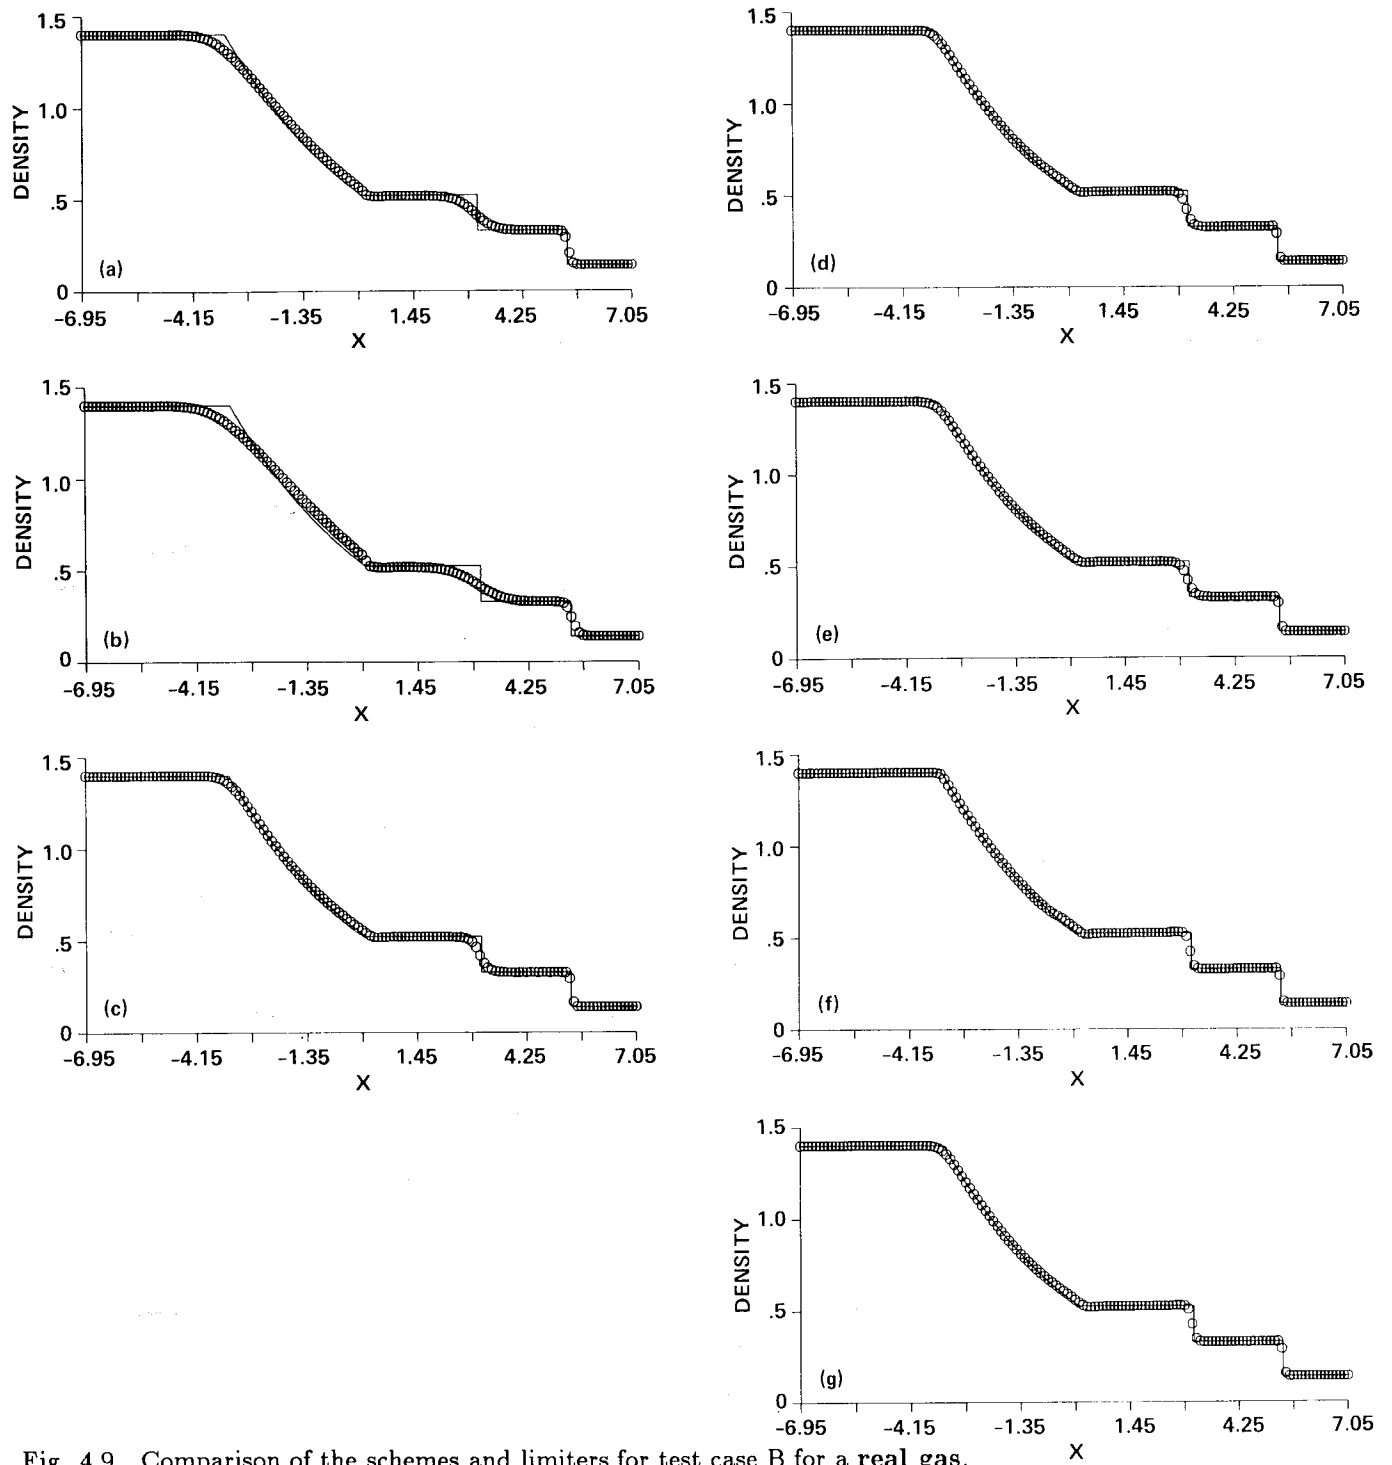 1.5
1.0
.5
0
DENSITY
(a)
-6.95 -4.15 -1.35 1.45 4.25 7.05
X
1.5
1.0
.5
0
DENSITY
(b)
-6.95 -4.15 -1.35 1.45 4.25 7.05
X
1.5
1.0
.5
0
DENSITY
(c)
-6.95 -4.15 -1.35 1.45 4.25 7.05
X
1.5
1.0
.5
0
DENSITY
(d)
-6.95 -4.15 -1.35 1.45 4.25 7.05
X
1.5
1.0
.5
0
DENSITY
(e)
-6.95 -4.15 -1.35 1.45 4.25 7.05
X
1.5
1.0
.5
0
DENSITY
(f)
-6.95 -4.15 -1.35 1.45 4.25 7.05
X
1.5
1.0
.5
0
DENSITY
(g)
-6.95 -4.15 -1.35 1.45 4.25 7.05
X
Fig. 4.9 Comparison of the schemes and limiters for test case B for a real gas.